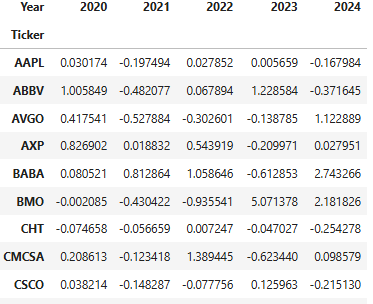 Year 2020 2021 2022 2023 2024
Ticker
AAPL 0.030174 -0.197494 0.027852 0.005659 -0.167984
ABBV 1.005849 -0.482077 0.067894 1.228584 -0.371645
AVGO 0.417541 -0.527884 -0.302601 -0.138785 1.122889
AXP 0.826902 0.018832 0.543919 -0.209971 0.027951
BABA 0.080521 0.812864 1.058646 -0.612853 2.743266
BMO -0.002085 -0.430422 -0.935541 5.071378 2.181826
CHT -0.074658 -0.056659 0.007247 -0.047027 -0.254278
CMCSA 0.208613 -0.123418 1.389445 -0.623440 0.098579
CSCO 0.038214 -0.148287 -0.077756 0.125963 -0.215130